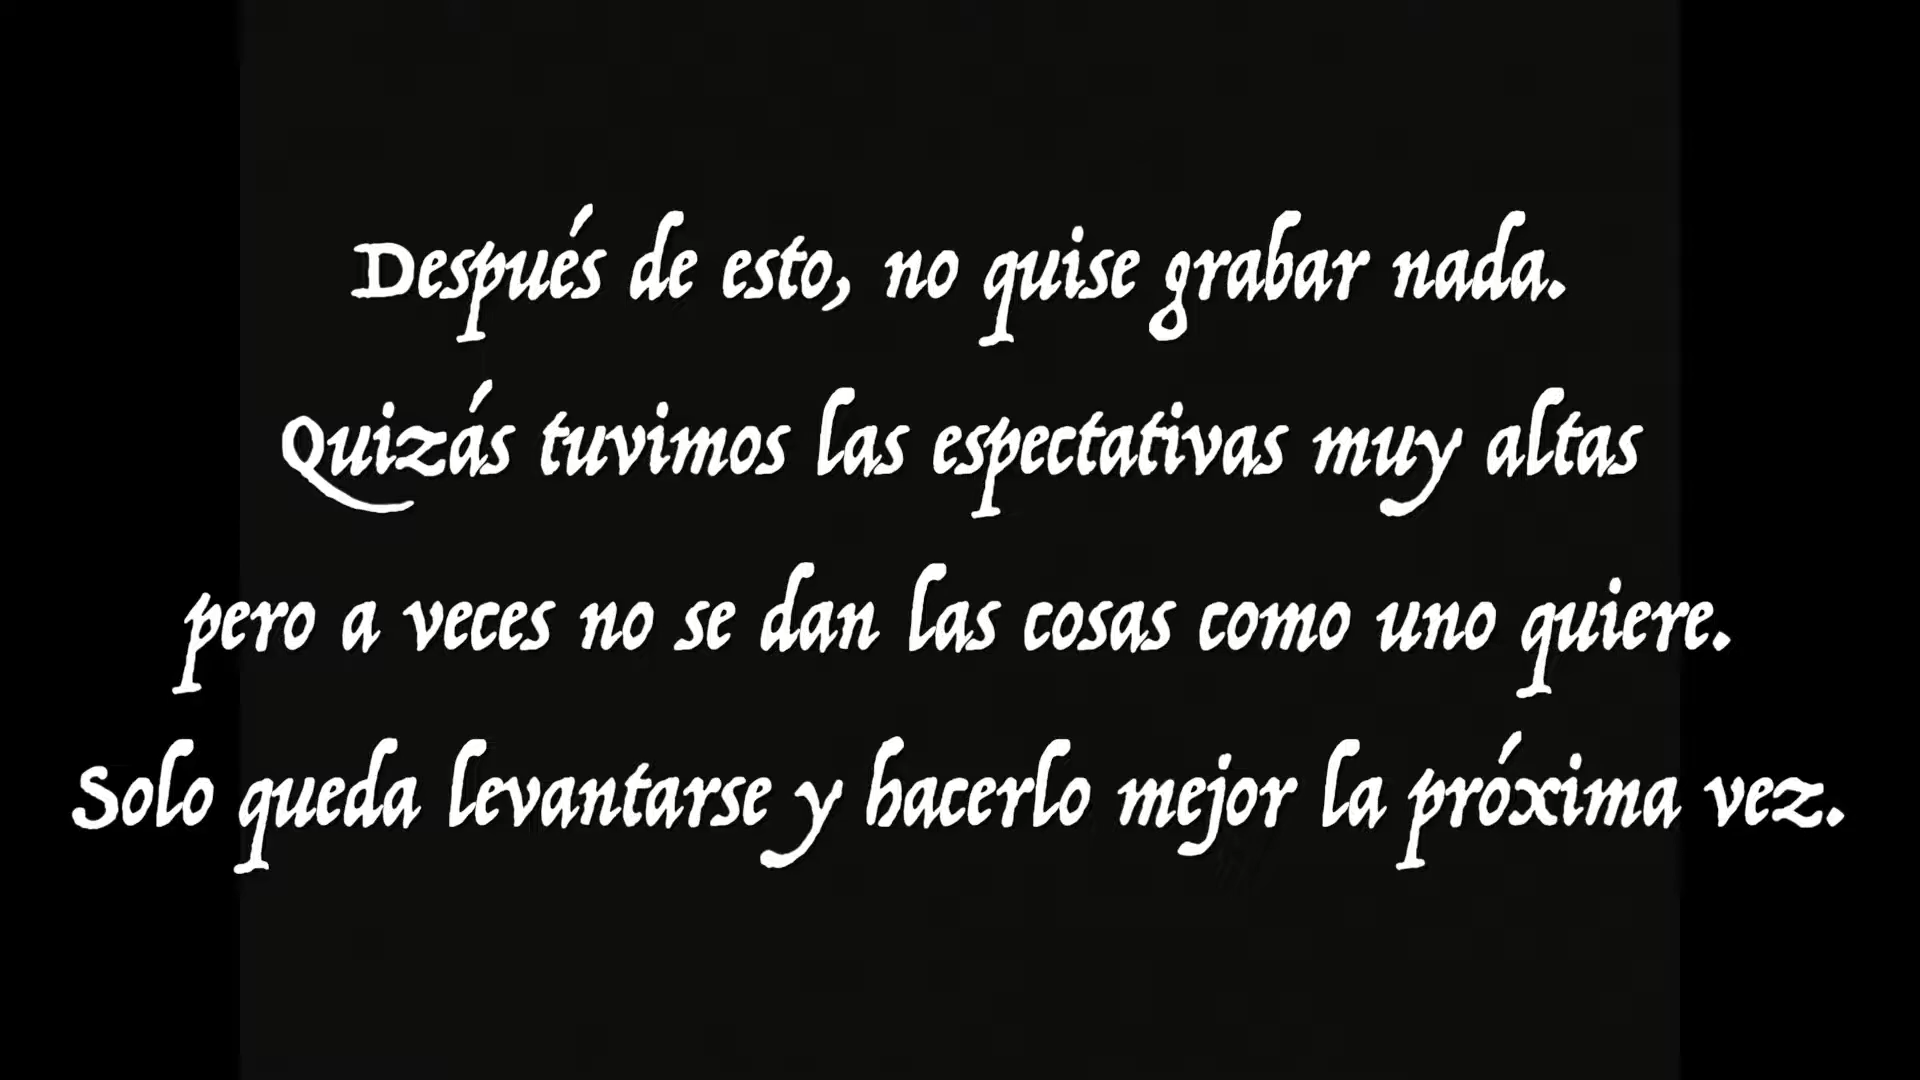 Después de esto, no quise grabar nada.
Quizás tuvimos las espectativas muy altas
pero a veces no se dan las cosas como uno quiere.
Solo queda levantarse y hacerlo mejor la próxima vez.